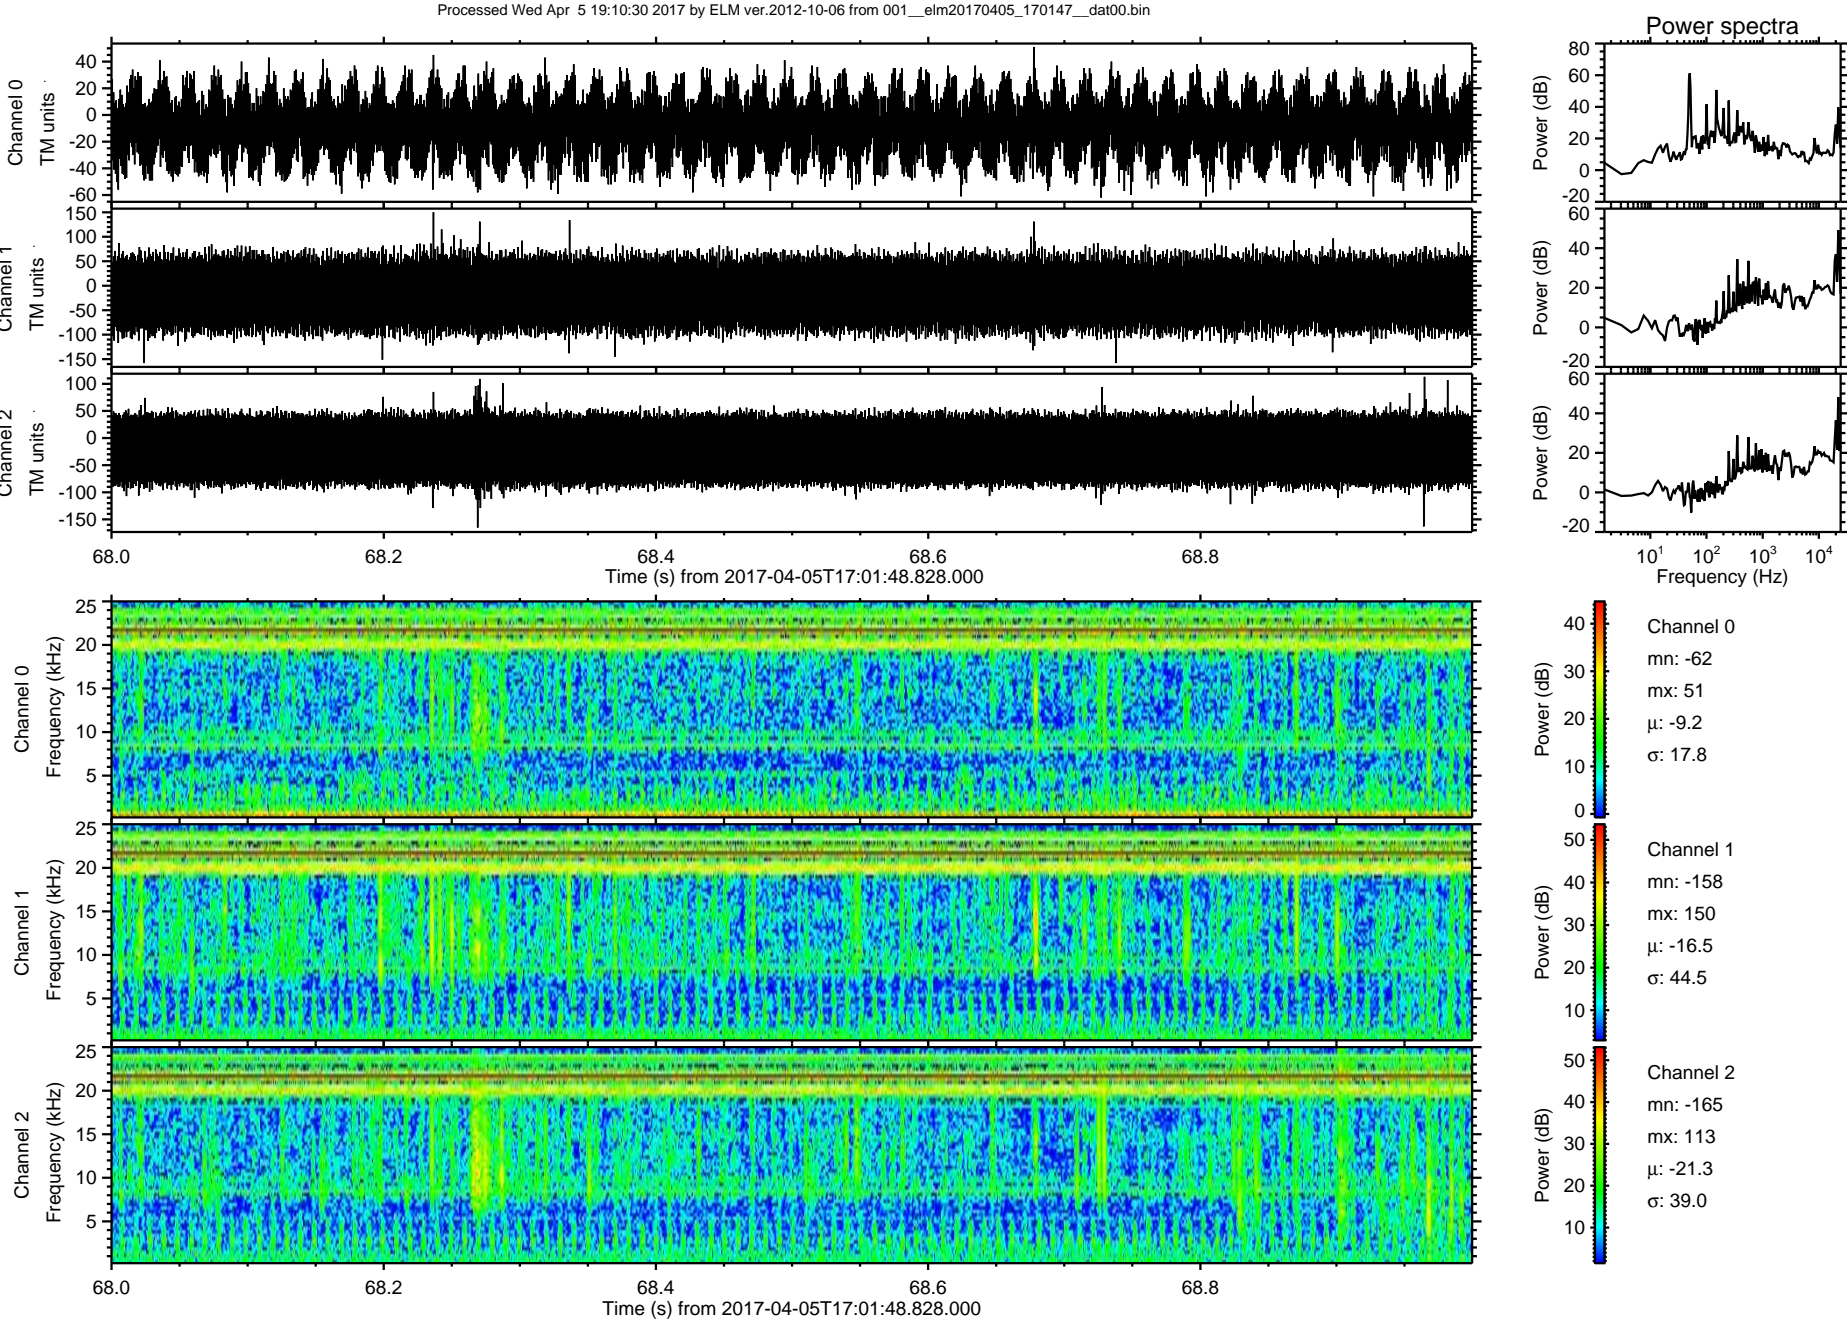 Processed Wed Apr  5 19:10:30 2017 by ELM ver.2012-10-06 from 001__elm20170405_170147__dat00.bin
Power spectra
Channel 0
TM units
40
20
0
-20
-40
-60
Power (dB)
80
60
40
20
0
-20
Channel 1
TM units
150
100
50
0
-50
-100
-150
Power (dB)
60
40
20
0
-20
Channel 2
TM units
100
50
0
-50
-100
-150
Power (dB)
60
40
20
0
-20
68.0 68.2 68.4 68.6 68.8
Time (s) from 2017-04-05T17:01:48.828.000
10^1 10^2 10^3 10^4
Frequency (Hz)
Channel 0
Frequency (kHz)
25
20
15
10
5
Power (dB)
40
30
20
10
0
Channel 0
mn: -62
mx: 51
μ: -9.2
σ: 17.8
Channel 1
Frequency (kHz)
25
20
15
10
5
Power (dB)
50
40
30
20
10
Channel 1
mn: -158
mx: 150
μ: -16.5
σ: 44.5
Channel 2
Frequency (kHz)
25
20
15
10
5
Power (dB)
50
40
30
20
10
Channel 2
mn: -165
mx: 113
μ: -21.3
σ: 39.0
68.0 68.2 68.4 68.6 68.8
Time (s) from 2017-04-05T17:01:48.828.000